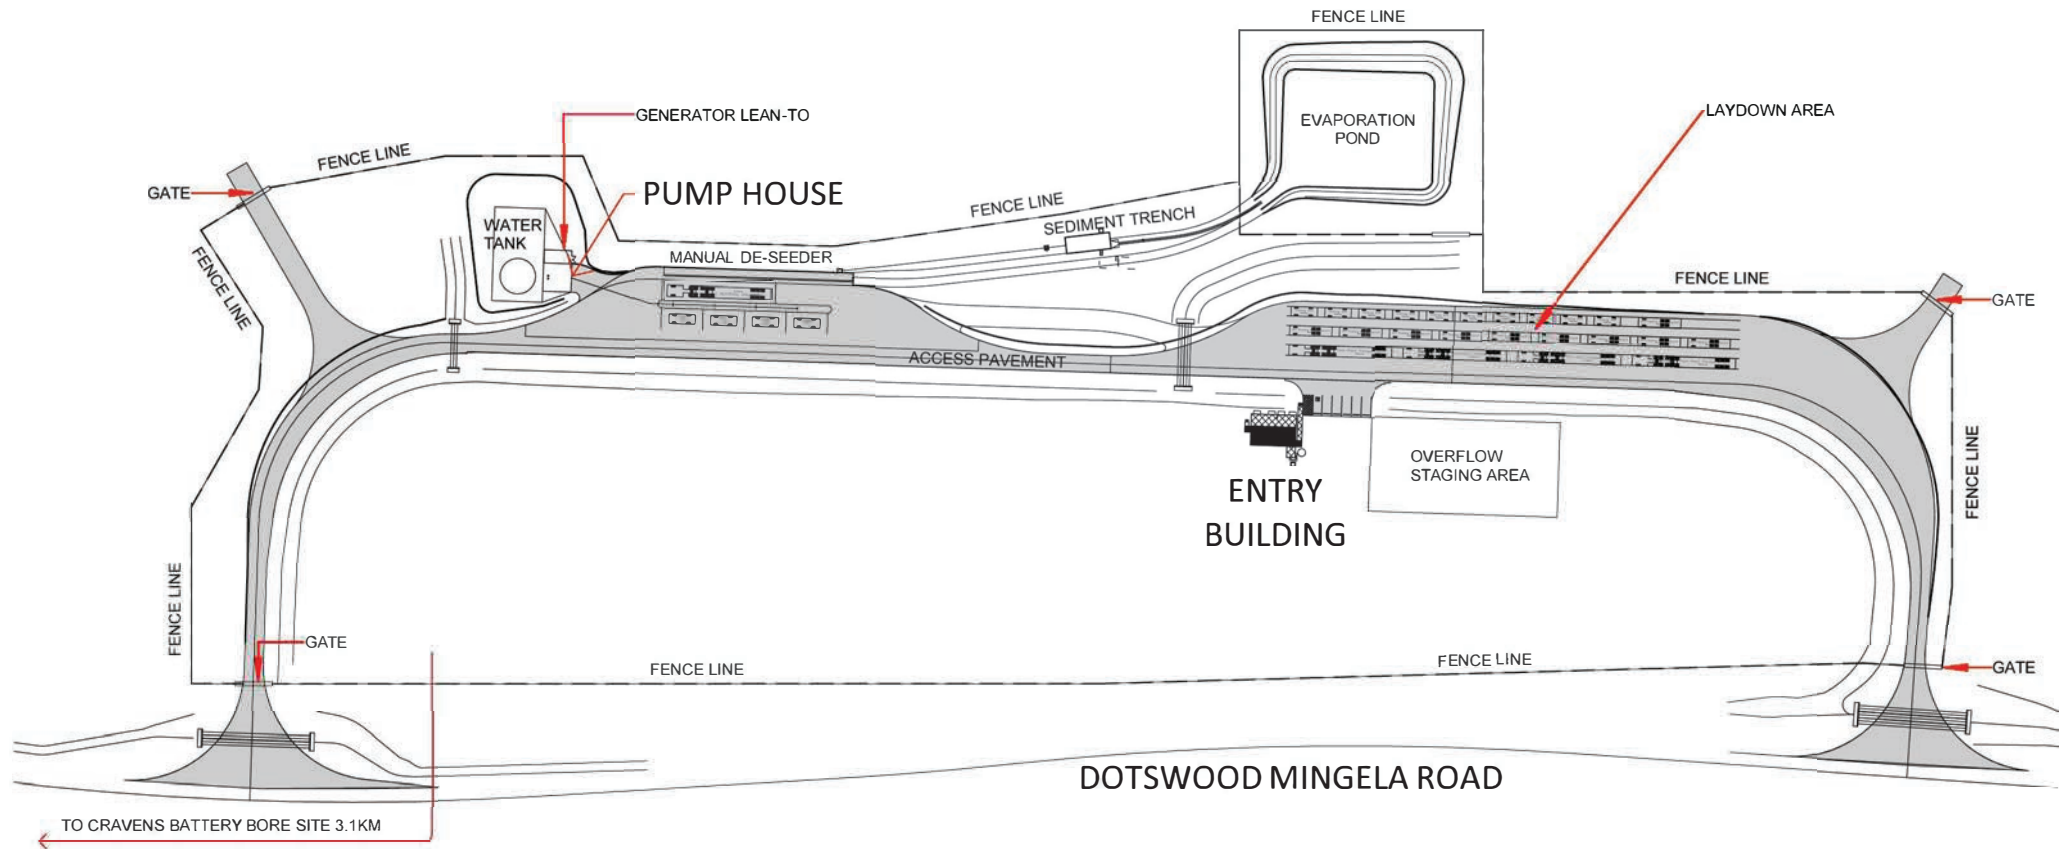 FENCE LINE
GENERATOR LEAN-TO
EVAPORATION
POND
LAYDOWN AREA
FENCE LINE
GATE
PUMP HOUSE
FENCE LINE
SEDIMENT TRENCH
WATER
TANK
MANUAL DE-SEEDER
FENCE LINE
FENCE LINE
GATE
ACCESS PAVEMENT
OVERFLOW
STAGING AREA
ENTRY
BUILDING
FENCE LINE
FENCE LINE
GATE
FENCE LINE
FENCE LINE
GATE
DOTSWOOD MINGELA ROAD
TO CRAVENS BATTERY BORE SITE 3.1KM